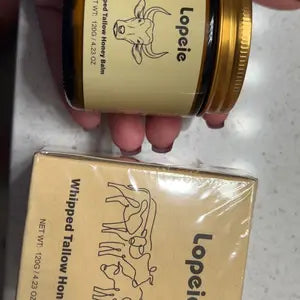 Lopeie
pped Tallow Honey Balm
WT: 120G / 4.23 OZ
Lopeie
Whipped Tallow Hon
NET WT: 120G / 4.23 O